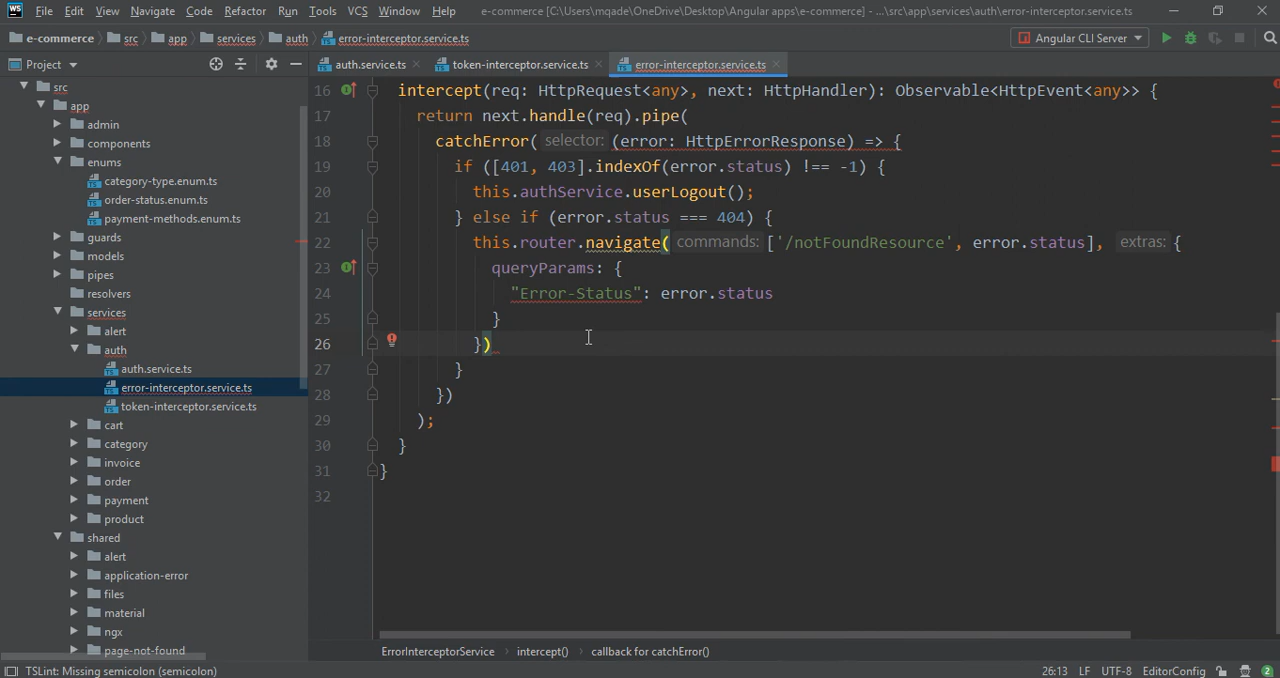 WS File Edit View Navigate Code Refactor Run Tools VCS Window Help e-commerce [C:\Users\mqade\OneDrive\Desktop\Angular apps\e-commerce] - ...\src\app\services\auth\error-interceptor.service.ts
e-commerce src app services auth error-interceptor.service.ts Angular CLI Server
Project auth.service.ts token-interceptor.service.ts error-interceptor.service.ts
src
app
admin
components
enums
category-type.enum.ts
order-status.enum.ts
payment-methods.enum.ts
guards
models
pipes
resolvers
services
alert
auth
auth.service.ts
error-interceptor.service.ts
token-interceptor.service.ts
cart
category
invoice
order
payment
product
shared
alert
application-error
files
material
ngx
page-not-found
16 intercept(req: HttpRequest<any>, next: HttpHandler): Observable<HttpEvent<any>> {
17 return next.handle(req).pipe(
18 catchError( selector: (error: HttpErrorResponse) => {
19 if ([401, 403].indexOf(error.status) !== -1) {
20 this.authService.userLogout();
21 } else if (error.status === 404) {
22 this.router.navigate( commands: ['/notFoundResource', error.status], extras: {
23 queryParams: {
24 "Error-Status": error.status
25 }
26 })
27 }
28 })
29 );
30 }
31 }
32
ErrorInterceptorService intercept() callback for catchError()
TSLint: Missing semicolon (semicolon) 26:13 LF UTF-8 EditorConfig 2